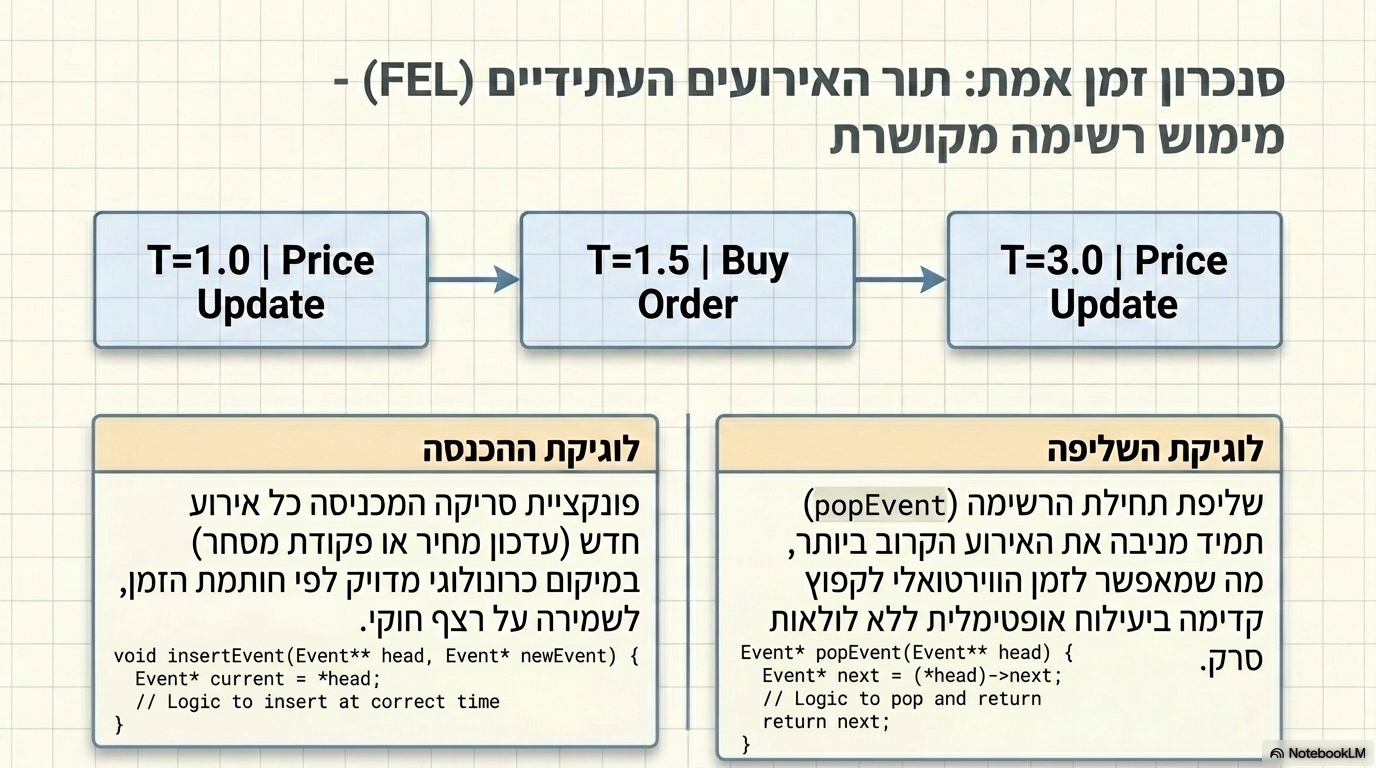 סנכרון זמן אמת: תור האירועים העתידיים (FEL) -
מימוש רשימה מקושרת
T=1.0 | Price
Update
T=1.5 | Buy
Order
T=3.0 | Price
Update
לוגיקת השליפה
שליפת תחילת הרשימה (popEvent)
תמיד מניבה את האירוע הקרוב ביותר,
מה שמאפשר לזמן הווירטואלי לקפוץ
קדימה ביעילוח אופטימלית ללא לולאות
סרק.
Event* popEvent(Event** head) {
  Event* next = (*head)->next;
  // Logic to pop and return
  return next;
}
לוגיקת ההכנסה
פונקציית סריקה המכניסה כל אירוע
חדש (עדכון מחיר או פקודת מסחר)
במיקום כרונולוגי מדויק לפי חותמת הזמן,
לשמירה על רצף חוקי.
void insertEvent(Event** head, Event* newEvent) {
  Event* current = *head;
  // Logic to insert at correct time
}
NotebookLM